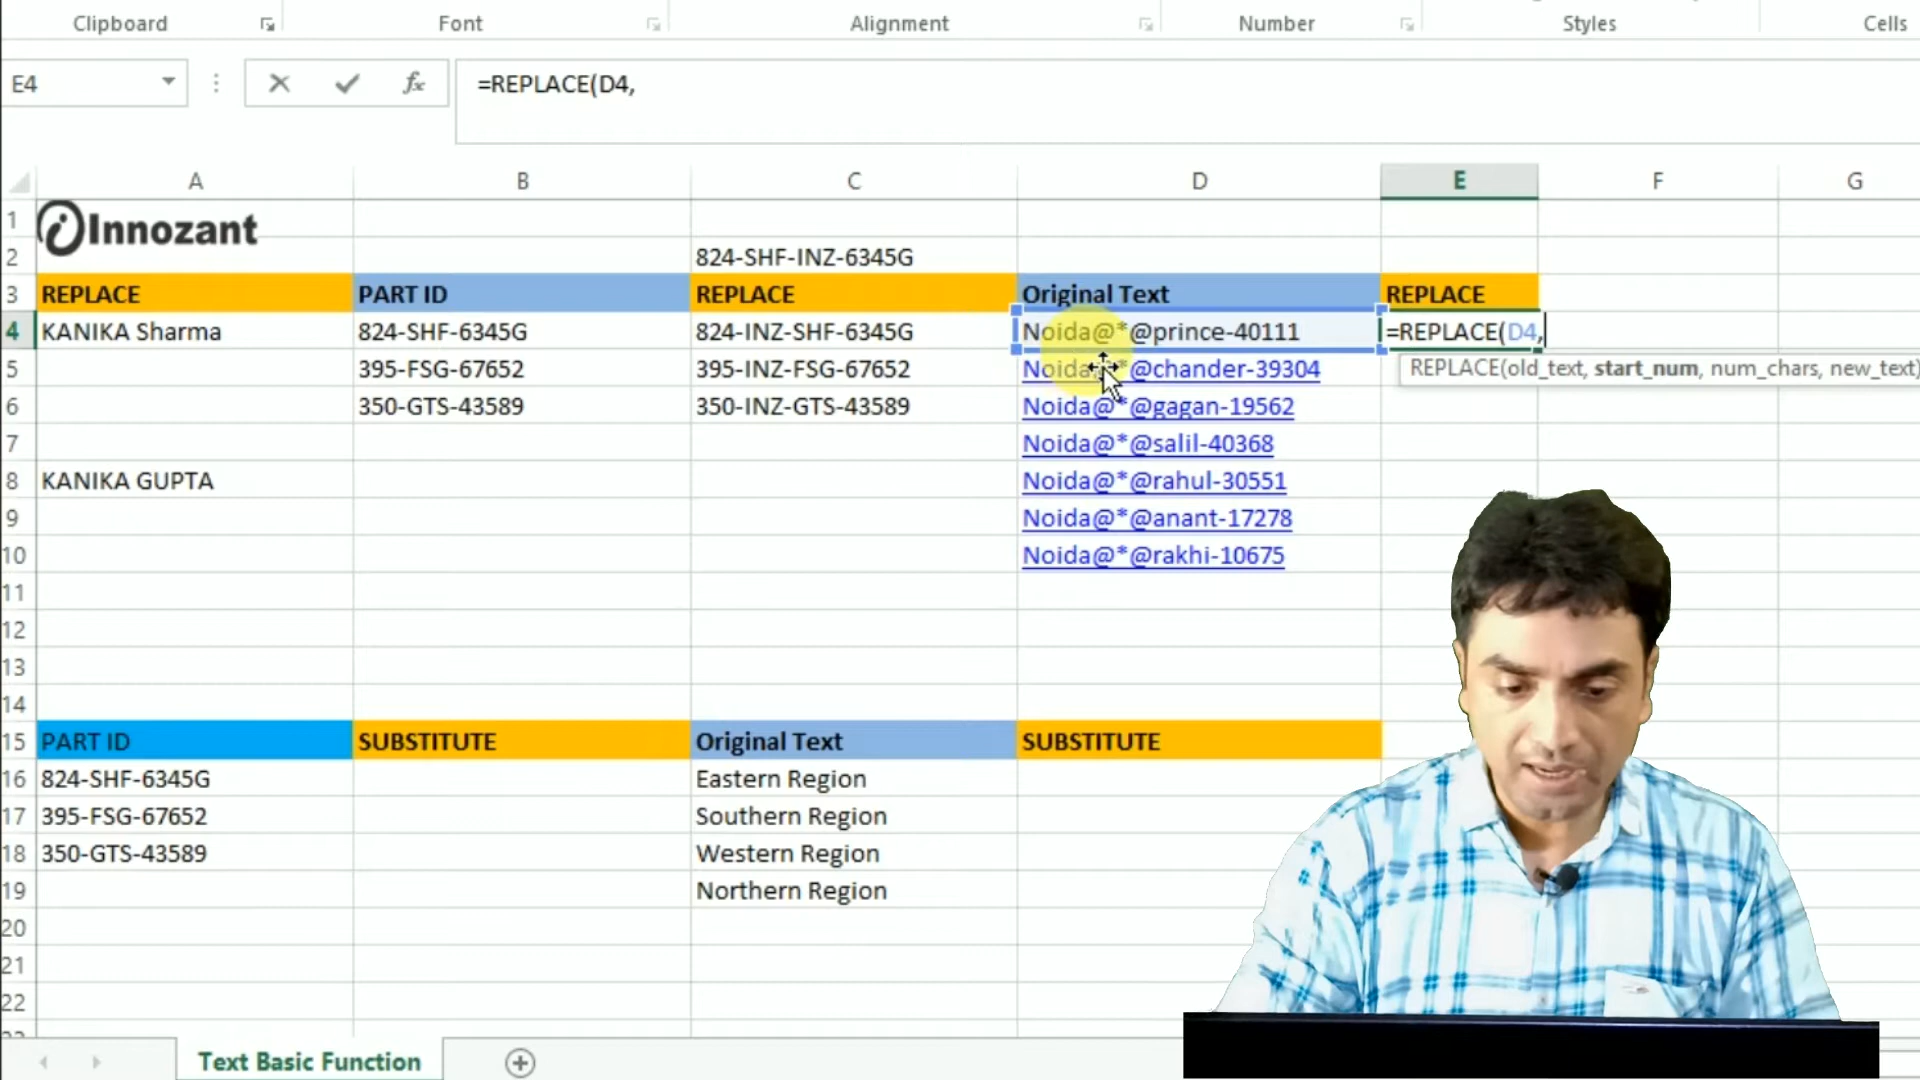 Clipboard Font Alignment Number Styles Cells
E4 fx =REPLACE(D4,
A B C D E F G
1 Innozant
2 824-SHF-INZ-6345G
3 REPLACE PART ID REPLACE Original Text REPLACE
4 KANIKA Sharma 824-SHF-6345G 824-INZ-SHF-6345G Noida@*@prince-40111 =REPLACE(D4,
5 395-FSG-67652 395-INZ-FSG-67652 Noida@*@chander-39304 REPLACE(old_text, start_num, num_chars, new_text)
6 350-GTS-43589 350-INZ-GTS-43589 Noida@*@gagan-19562
7 Noida@*@salil-40368
8 KANIKA GUPTA Noida@*@rahul-30551
9 Noida@*@anant-17278
10 Noida@*@rakhi-10675
11
12
13
14
15 PART ID SUBSTITUTE Original Text SUBSTITUTE
16 824-SHF-6345G Eastern Region
17 395-FSG-67652 Southern Region
18 350-GTS-43589 Western Region
19 Northern Region
20
21
22
Text Basic Function